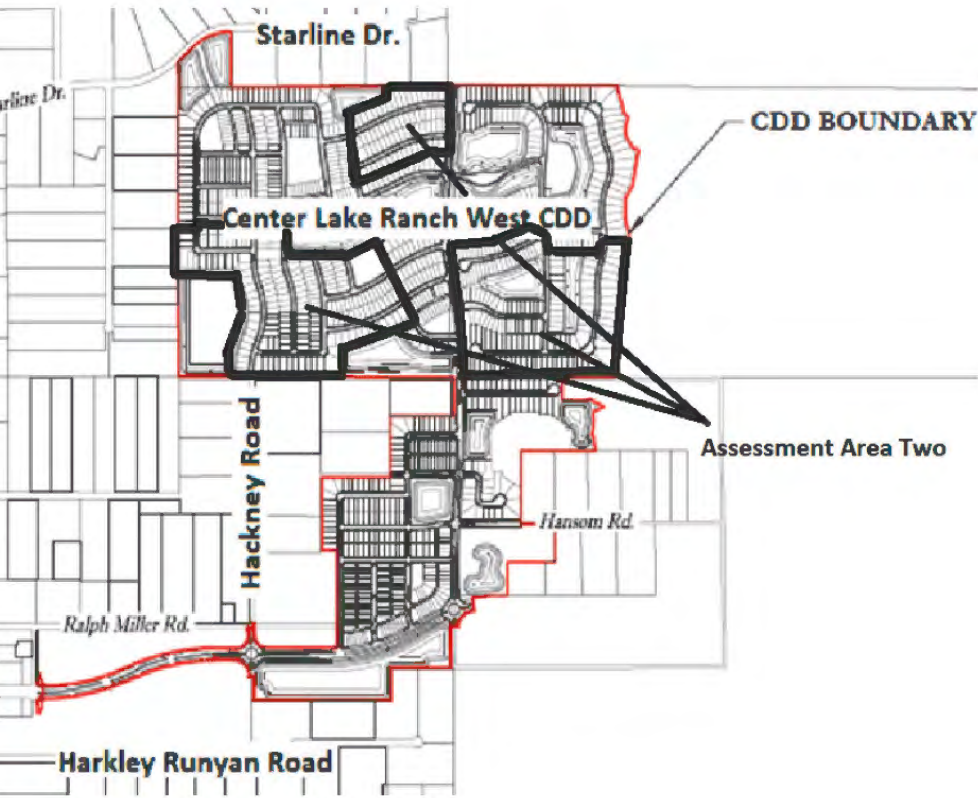 Starline Dr.
arline Dr.
CDD BOUNDARY
Center Lake Ranch West CDD
Assessment Area Two
Hackney Road
Hansom Rd.
Ralph Miller Rd.
Harkley Runyan Road